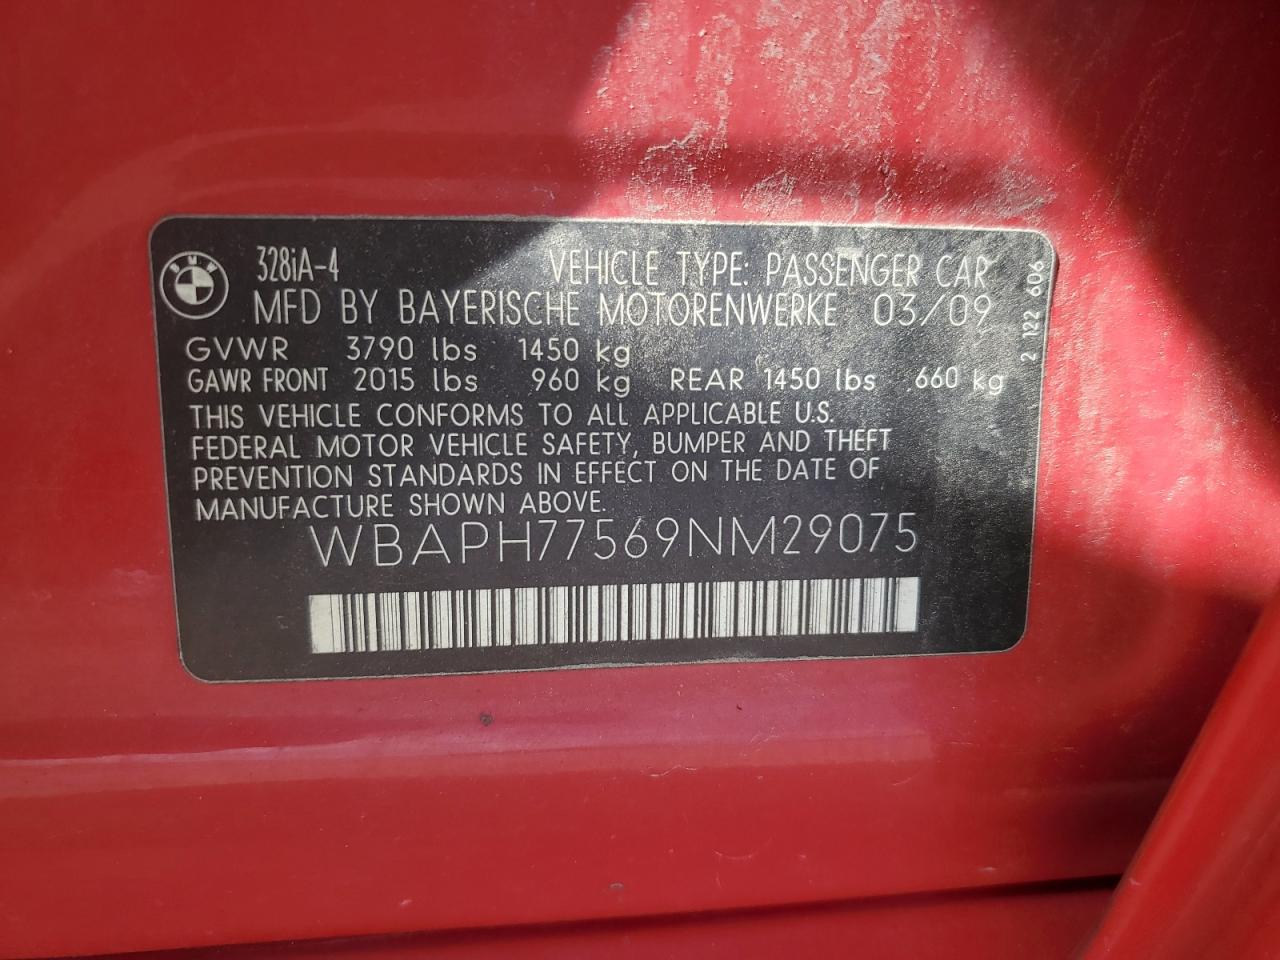 BMW
328iA-4 VEHICLE TYPE: PASSENGER CAR
MFD BY BAYERISCHE MOTORENWERKE 03/09
GVWR 3790 lbs 1450 kg
GAWR FRONT 2015 lbs 960 kg REAR 1450 lbs 660 kg
THIS VEHICLE CONFORMS TO ALL APPLICABLE U.S.
FEDERAL MOTOR VEHICLE SAFETY, BUMPER AND THEFT
PREVENTION STANDARDS IN EFFECT ON THE DATE OF
MANUFACTURE SHOWN ABOVE.
WBAPH77569NM29075
2 122 606